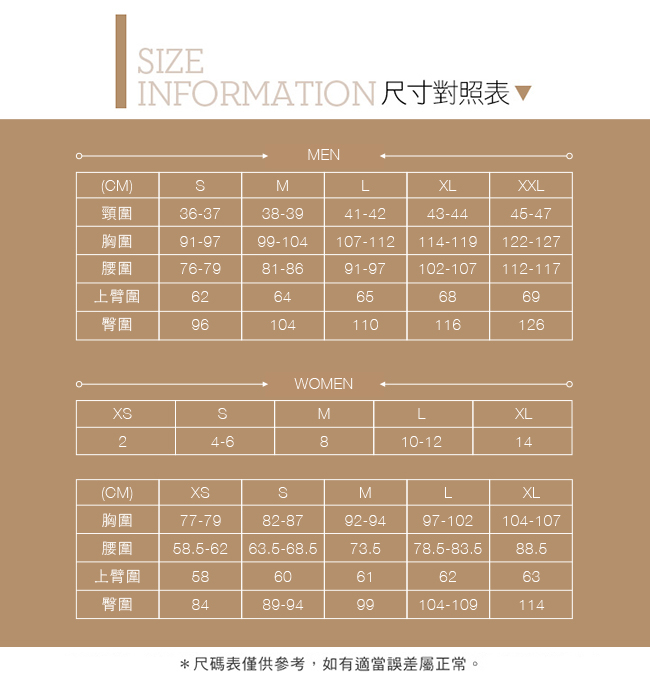 SIZE
INFORMATION 尺寸對照表▼
MEN
(CM) S M L XL XXL
頸圍 36-37 38-39 41-42 43-44 45-47
胸圍 91-97 99-104 107-112 114-119 122-127
腰圍 76-79 81-86 91-97 102-107 112-117
上臂圍 62 64 65 68 69
臀圍 96 104 110 116 126
WOMEN
XS S M L XL
2 4-6 8 10-12 14
(CM) XS S M L XL
胸圍 77-79 82-87 92-94 97-102 104-107
腰圍 58.5-62 63.5-68.5 73.5 78.5-83.5 88.5
上臂圍 58 60 61 62 63
臀圍 84 89-94 99 104-109 114
＊尺碼表僅供參考，如有適當誤差屬正常。